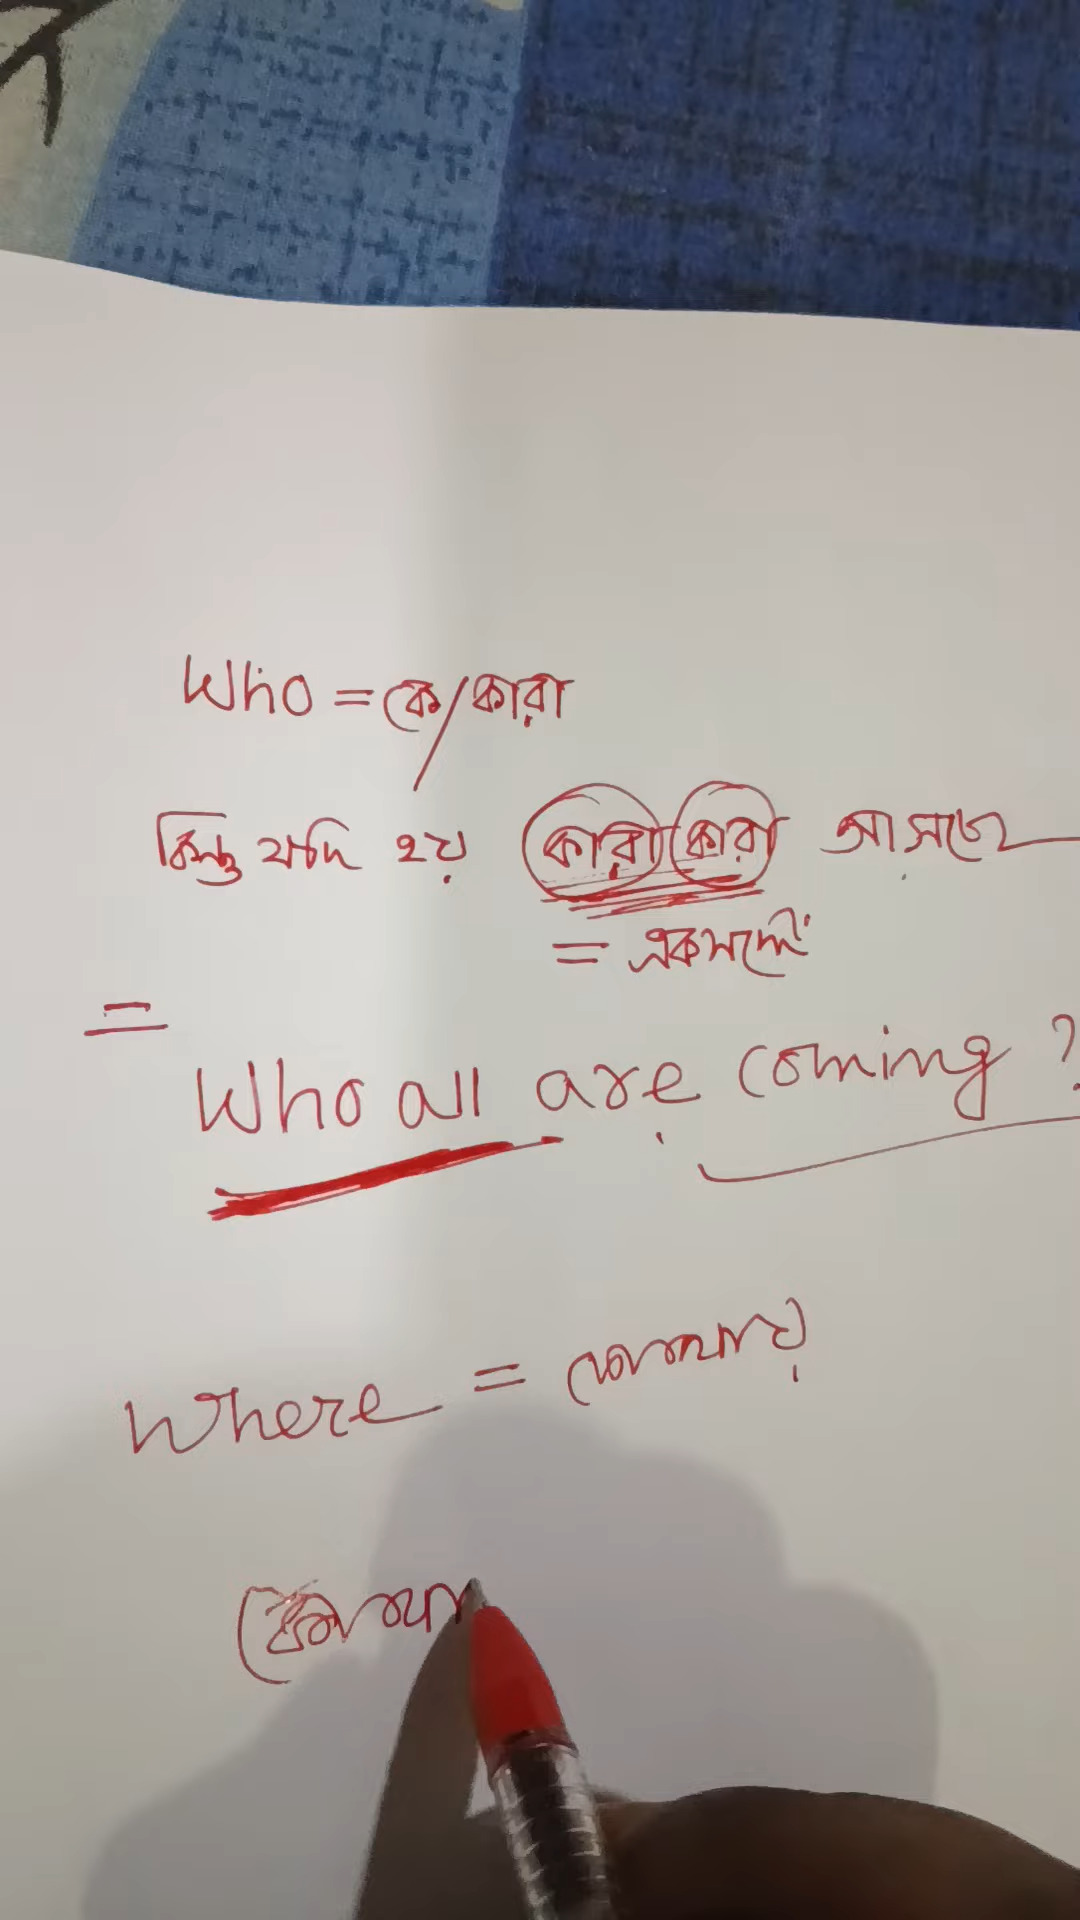 Who = কে/কারা
কিন্তু যদি হয় কারা কারা আসছে
= একসঙ্গে
=
Who all are coming ?
Where = কোথায়
কোথা